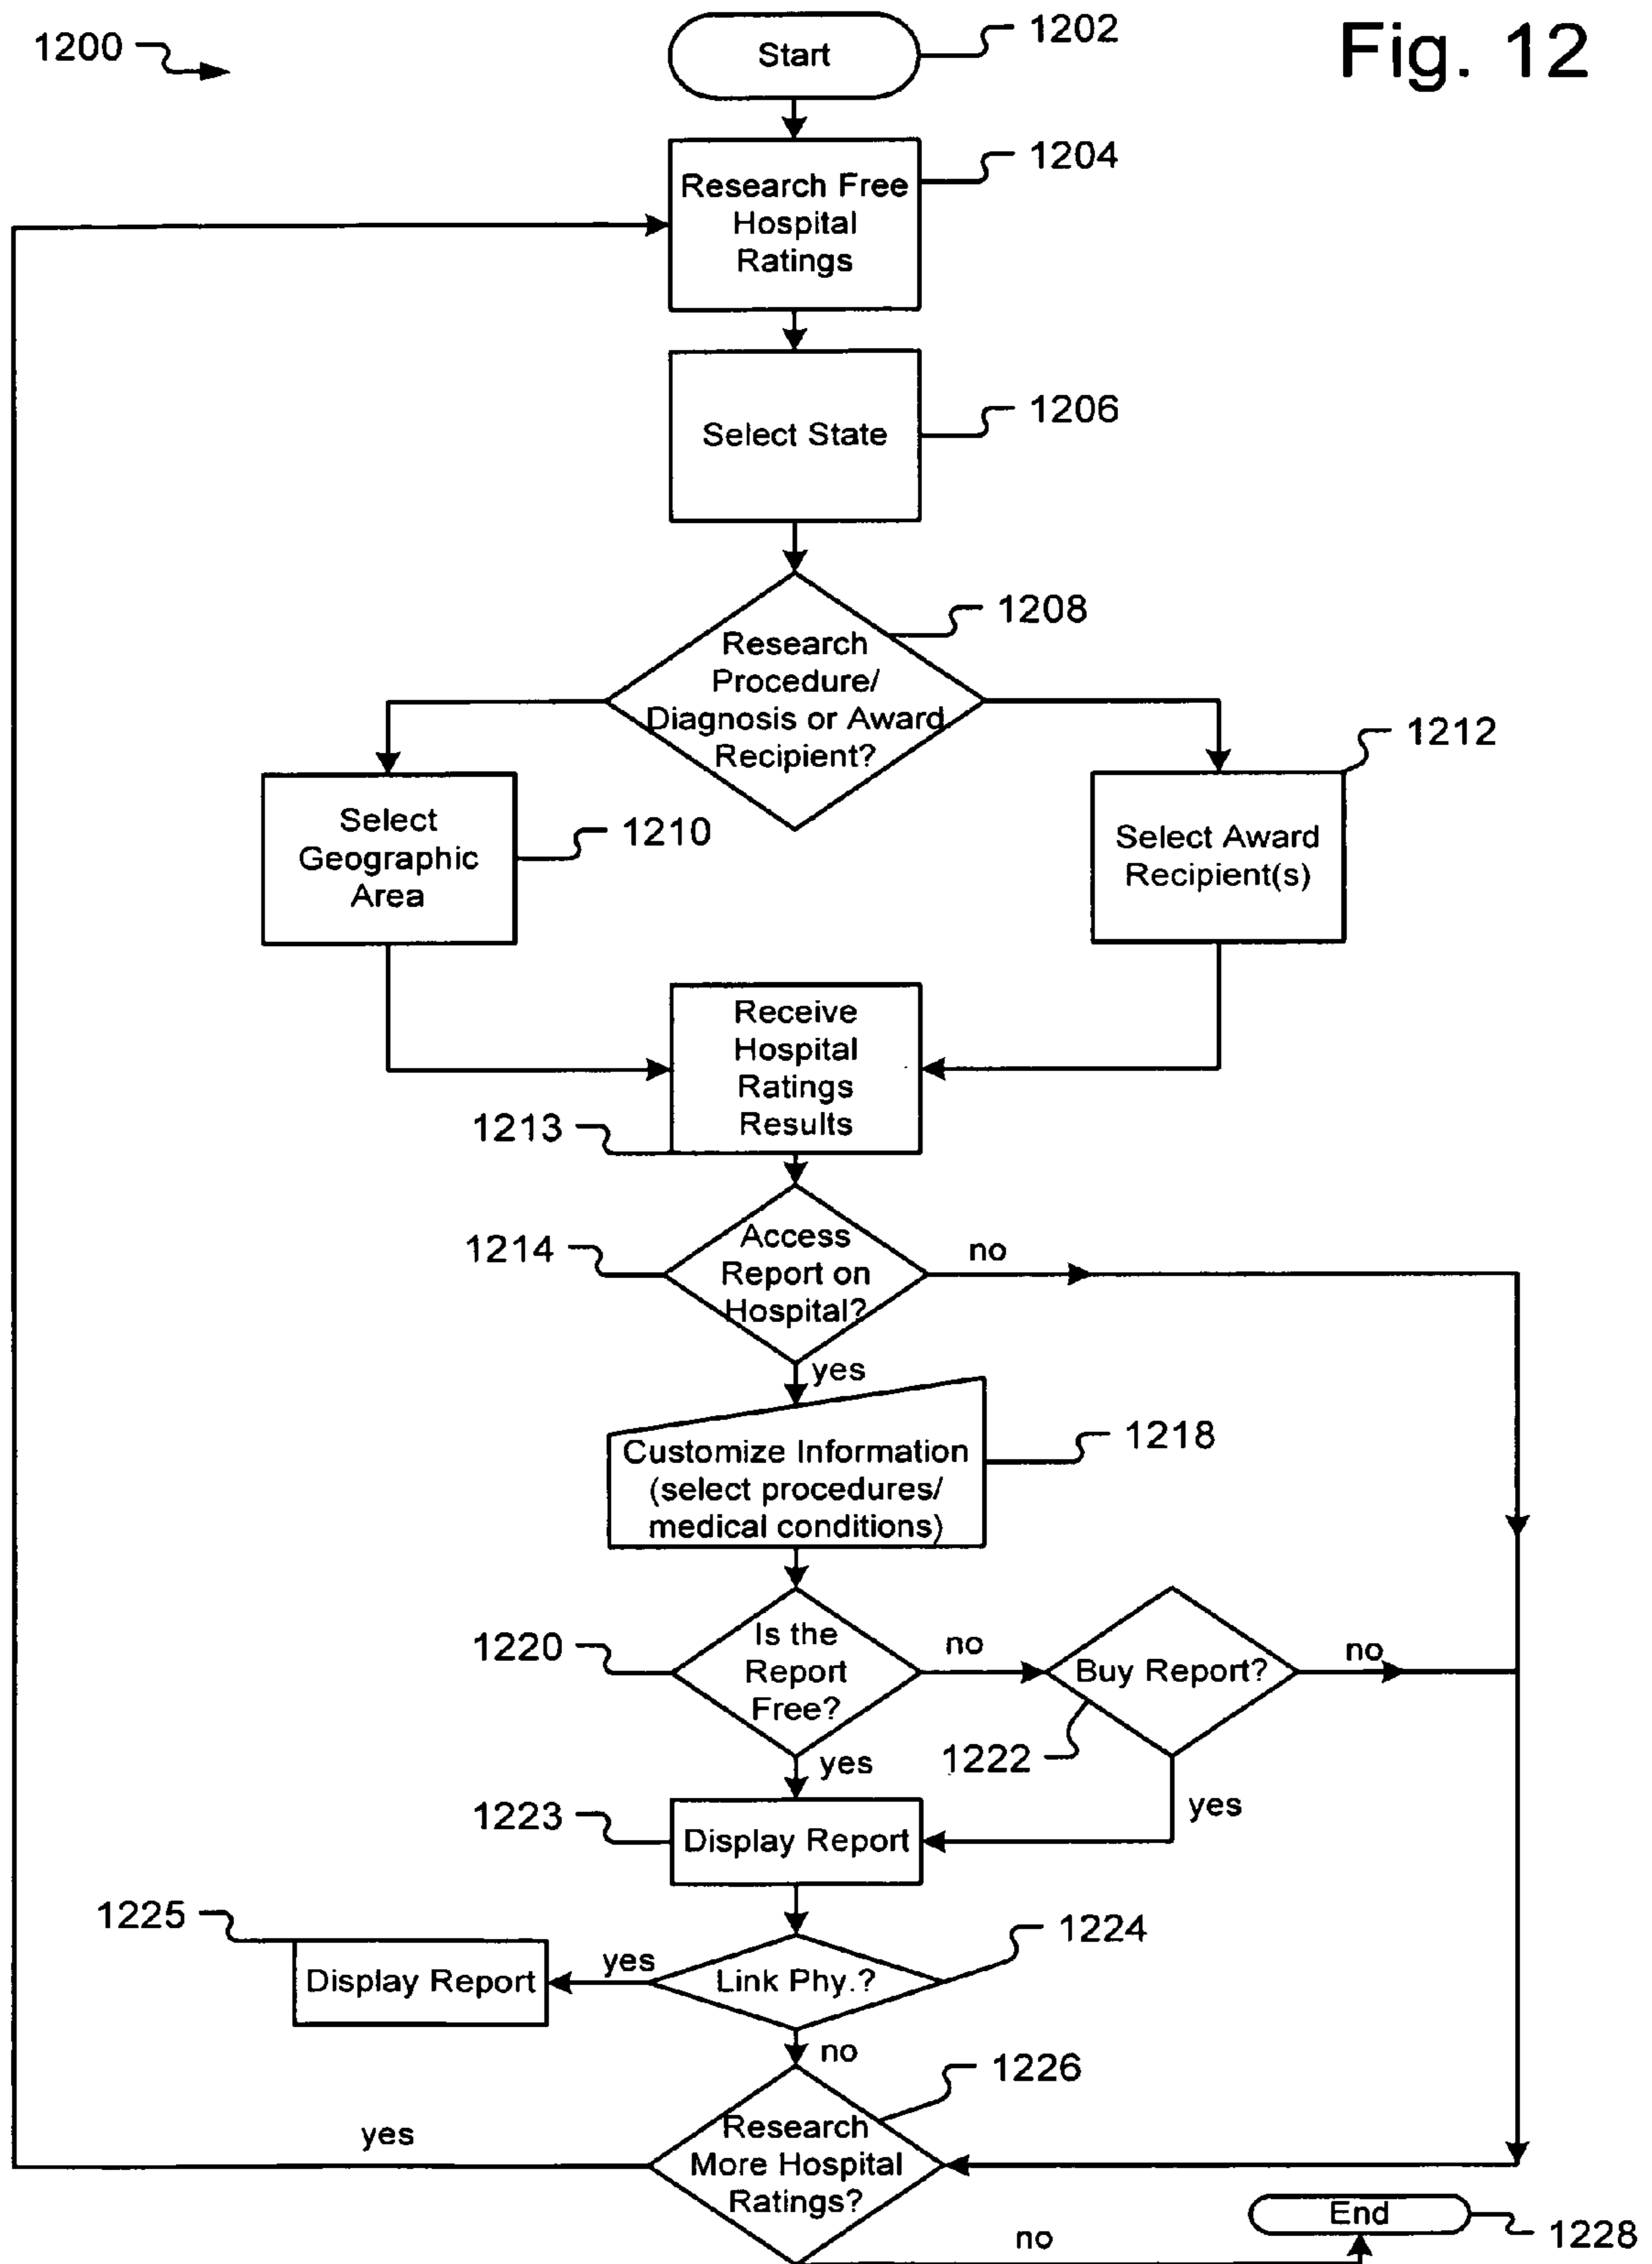 Fig. 12
1200
Start
1202
Research Free
Hospital
Ratings
1204
Select State
1206
Research
Procedure/
Diagnosis or Award
Recipient?
1208
Select
Geographic
Area
1210
Select Award
Recipient(s)
1212
Receive
Hospital
Ratings
Results
1213
Access
Report on
Hospital?
1214
no
yes
Customize Information
(select procedures/
medical conditions)
1218
Is the
Report
Free?
1220
no
Buy Report?
no
1222
yes
yes
Display Report
1223
Link Phy.?
1224
yes
Display Report
1225
no
Research
More Hospital
Ratings?
1226
yes
no
End
1228